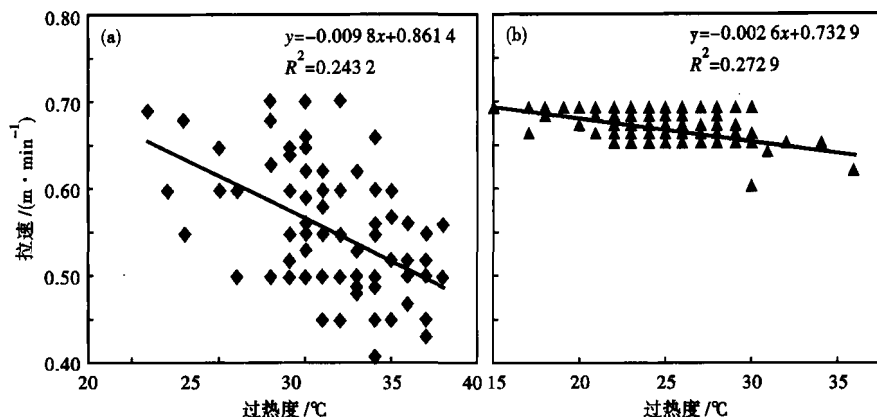 (a)
y=-0.009 8x+0.861 4
R²=0.243 2
(b)
y=-0.002 6x+0.732 9
R²=0.272 9
拉速/(m·min⁻¹)
0.80
0.70
0.60
0.50
0.40
20 25 30 35 40 15 20 25 30 35
过热度/℃ 过热度/℃